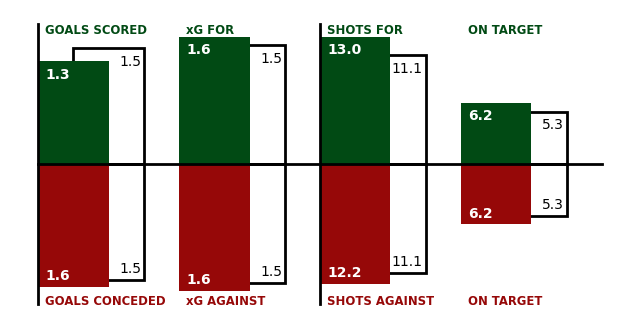 GOALS SCORED xG FOR SHOTS FOR ON TARGET
1.3 1.5 1.6 1.5 13.0 11.1 6.2 5.3
1.6 1.5 1.6 1.5 12.2 11.1 6.2 5.3
GOALS CONCEDED xG AGAINST SHOTS AGAINST ON TARGET